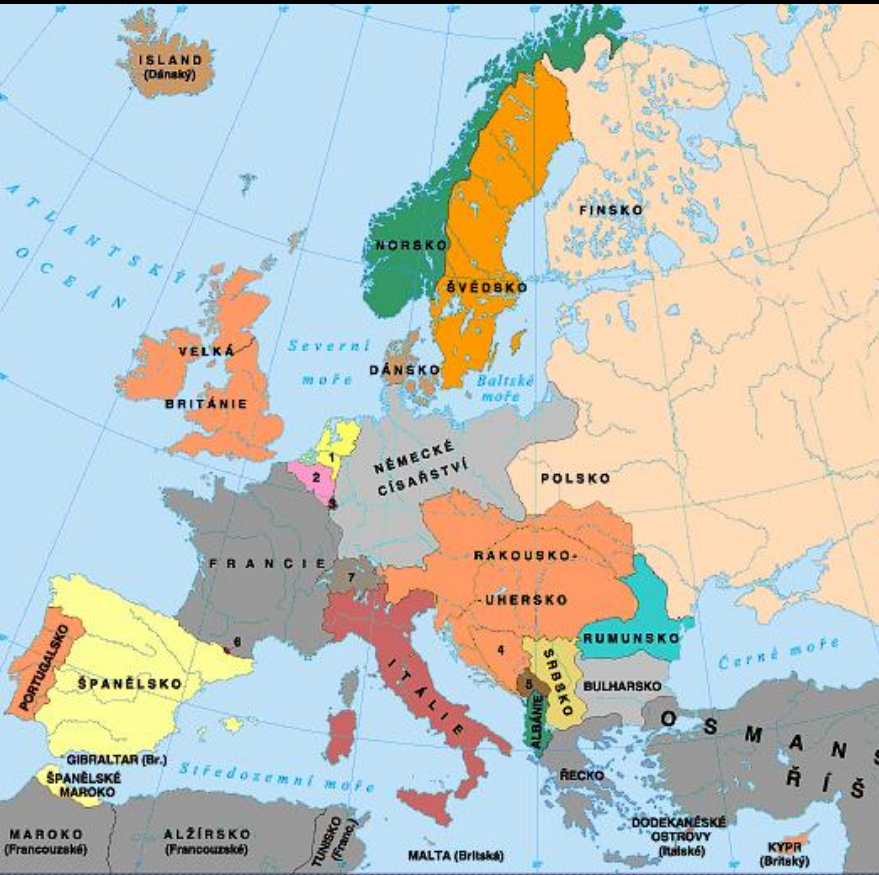 ISLAND
(Dánský)
ATLANTSKÝ
OCEÁN
FINSKO
NORSKO
ŠVÉDSKO
VELKÁ
BRITÁNIE
Severní
moře
DÁNSKO
Baltské
moře
NĚMECKÉ
CÍSAŘSTVÍ
1
2
3
POLSKO
FRANCIE
7
RAKOUSKO-
-UHERSKO
6
4
5
RUMUNSKO
Černé moře
PORTUGALSKO
ŠPANĚLSKO
ITÁLIE
SRBSKO
BULHARSKO
ALBÁNIE
OSMANS
ŘÍŠ
ŘECKO
GIBRALTAR (Br.)
ŠPANĚLSKÉ
MAROKO
Středozemní moře
MAROKO
(Francouzské)
ALŽÍRSKO
(Francouzské)
TUNISKO
(Franc.)
MALTA (Britská)
DODEKANÉSKÉ
OSTROVY
(Italské)
KYPR
(Britský)